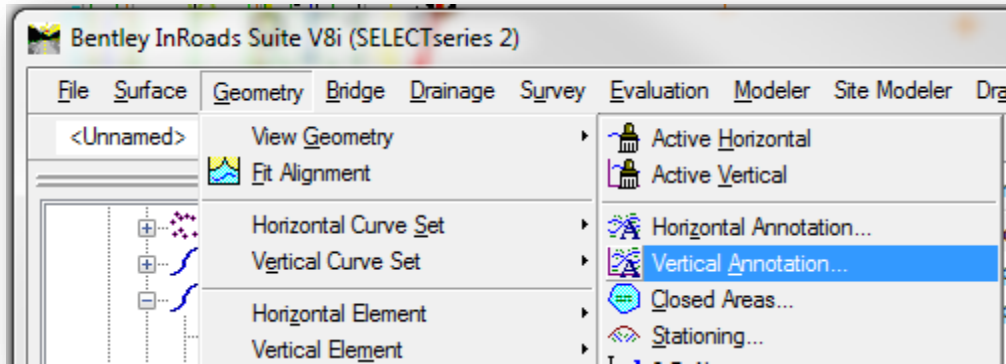 Bentley InRoads Suite V8i (SELECTseries 2)
File Surface Geometry Bridge Drainage Survey Evaluation Modeler Site Modeler
<Unnamed>
View Geometry
Fit Alignment
Horizontal Curve Set
Vertical Curve Set
Horizontal Element
Vertical Element
Active Horizontal
Active Vertical
Horizontal Annotation...
Vertical Annotation...
Closed Areas...
Stationing...